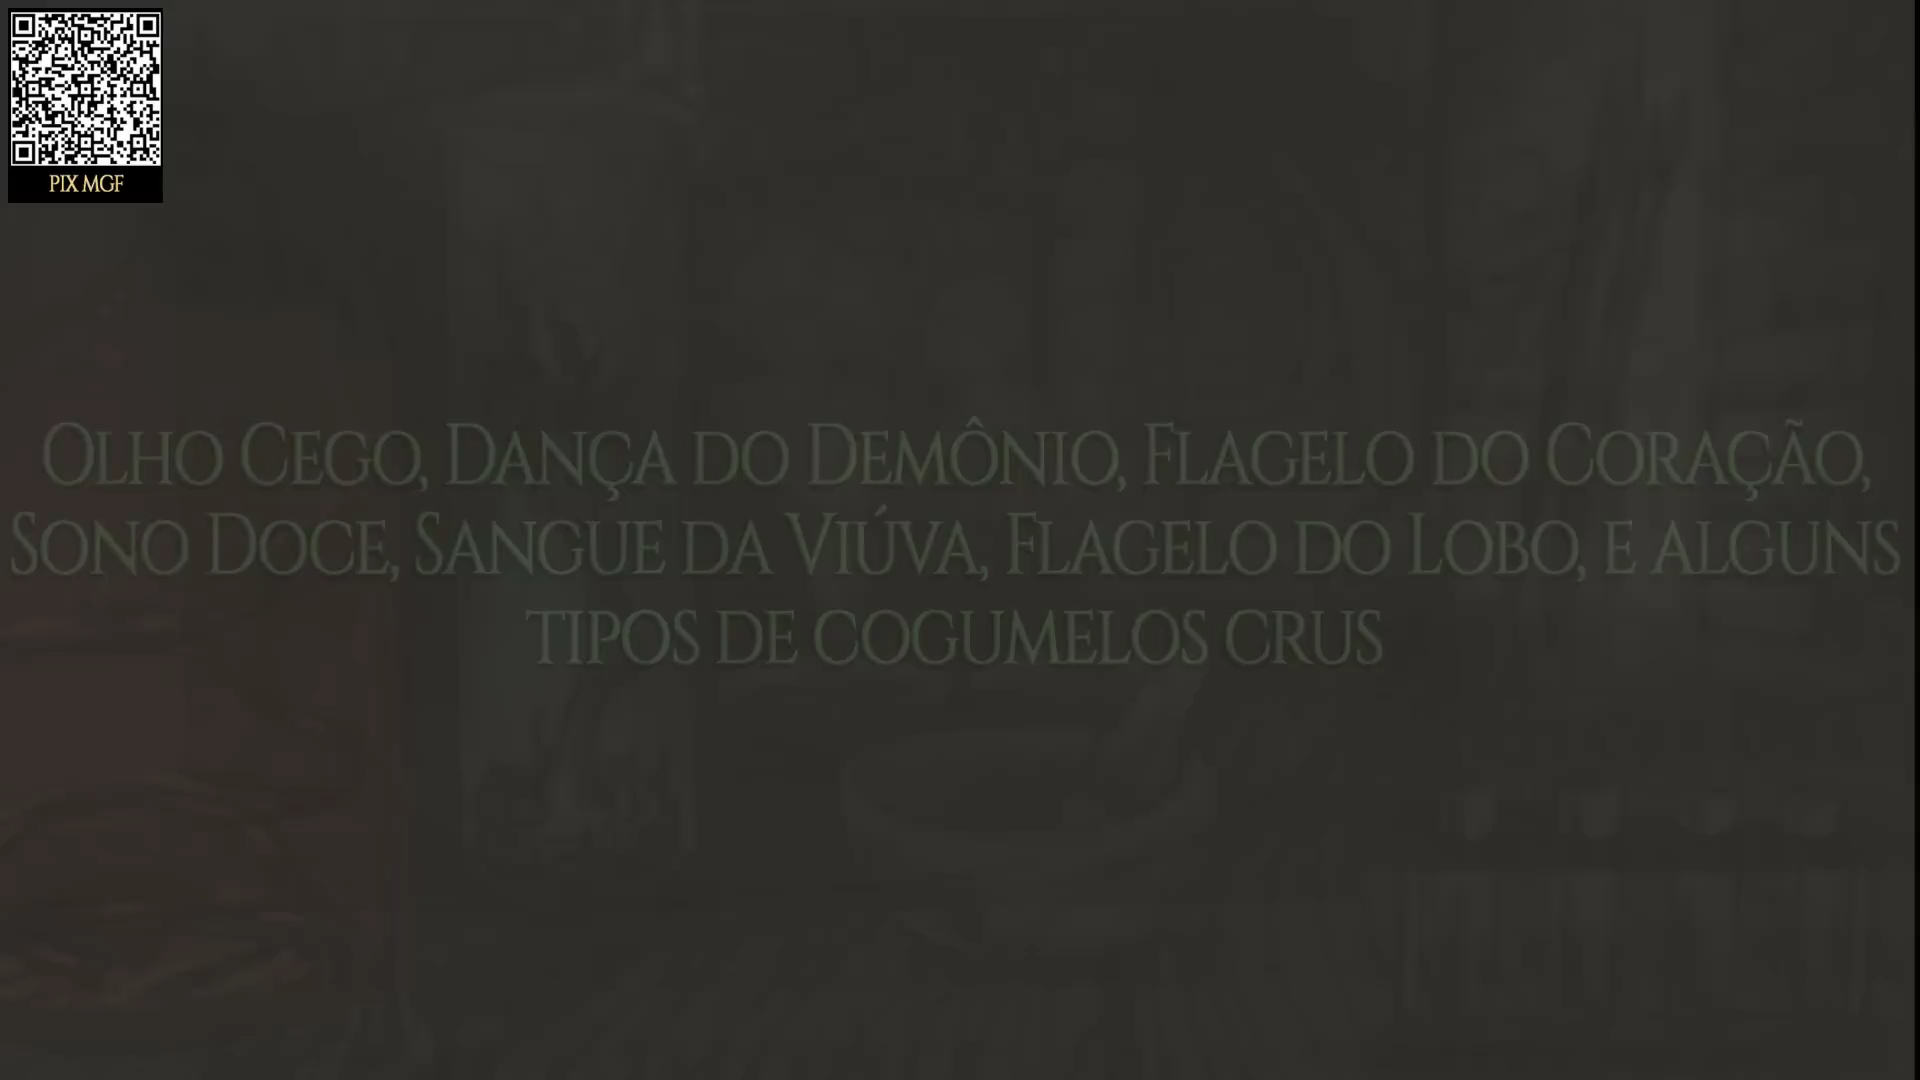 PIX MGF
OLHO CEGO, DANÇA DO DEMÔNIO, FLAGELO DO CORAÇÃO,
SONO DOCE, SANGUE DA VIÚVA, FLAGELO DO LOBO, E ALGUNS
TIPOS DE COGUMELOS CRUS